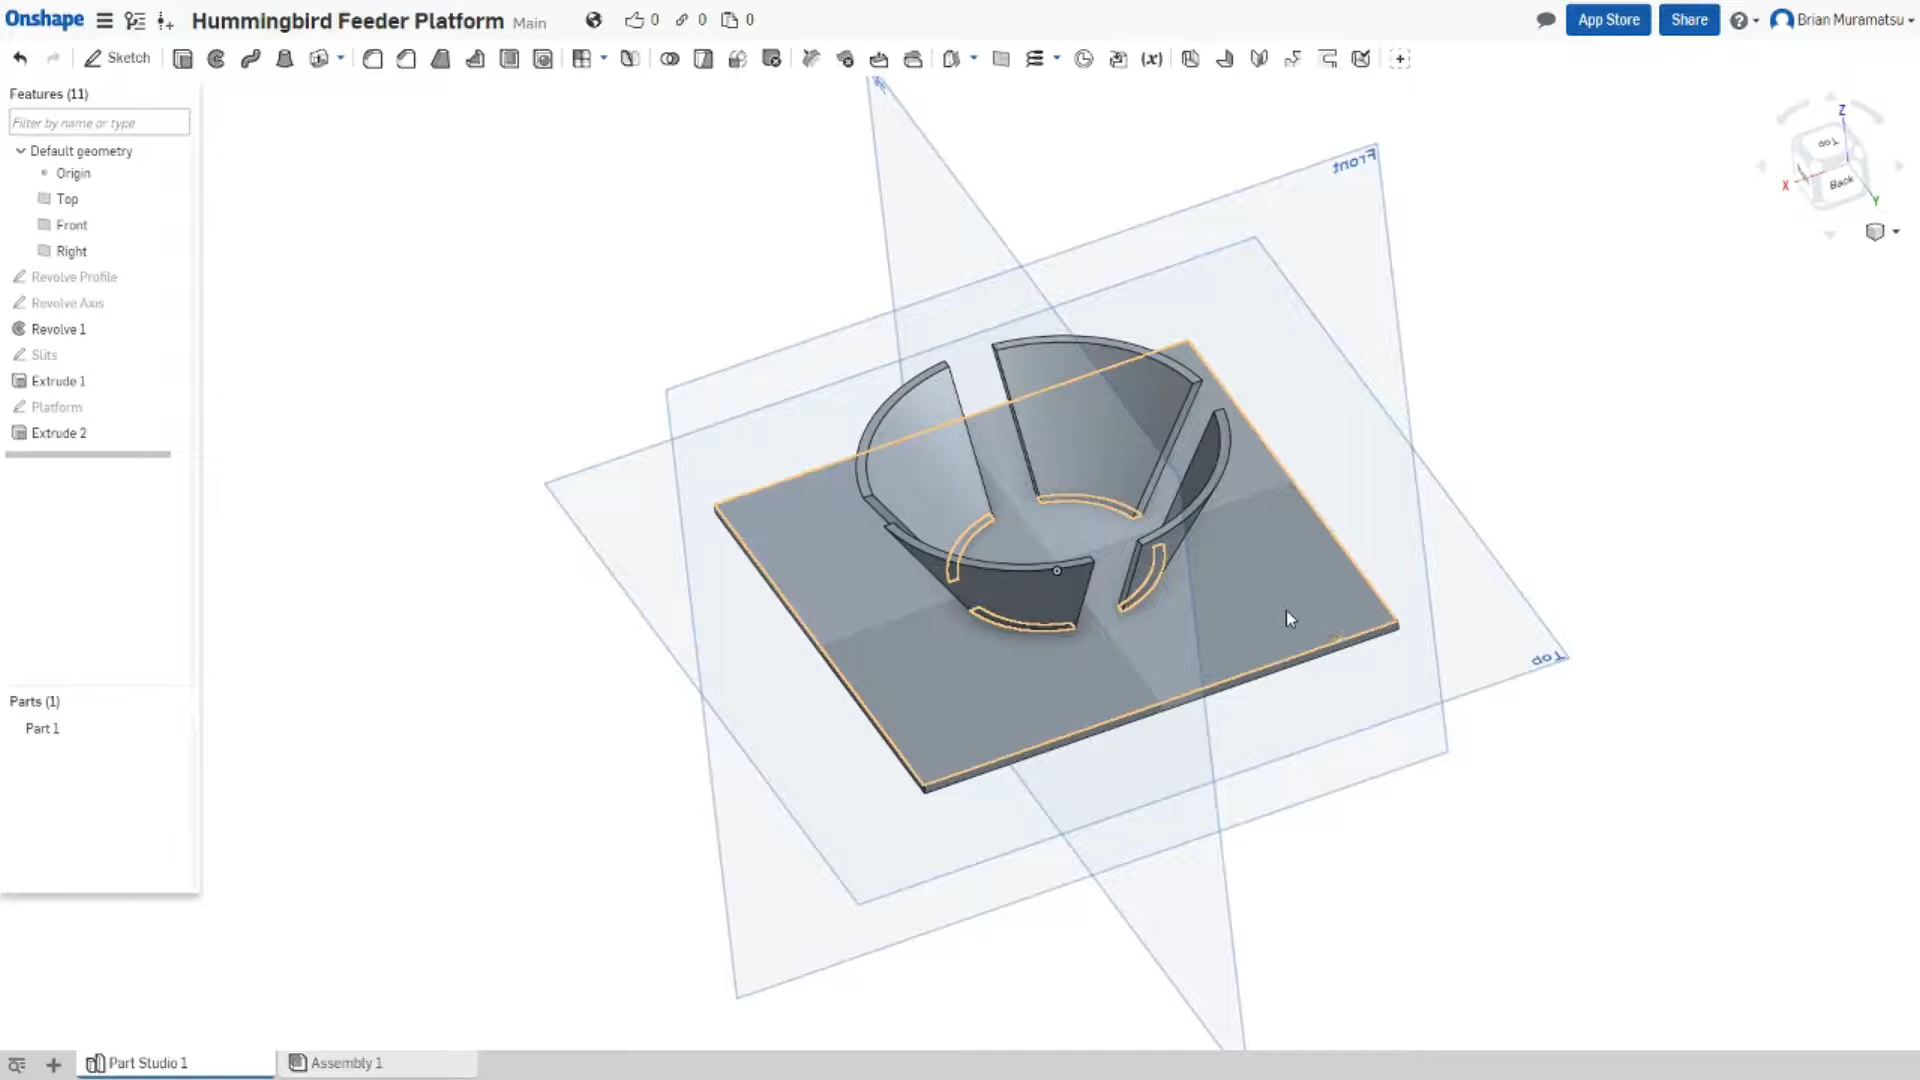 Onshape
Hummingbird Feeder Platform Main
0 0 0
App Store
Share
Brian Muramatsu
Sketch
(x)
Features (11)
Filter by name or type
Default geometry
Origin
Top
Front
Right
Revolve Profile
Revolve Axis
Revolve 1
Slits
Extrude 1
Platform
Extrude 2
Parts (1)
Part 1
Front
Top
Z
Top
Back
X
Y
Part Studio 1
Assembly 1